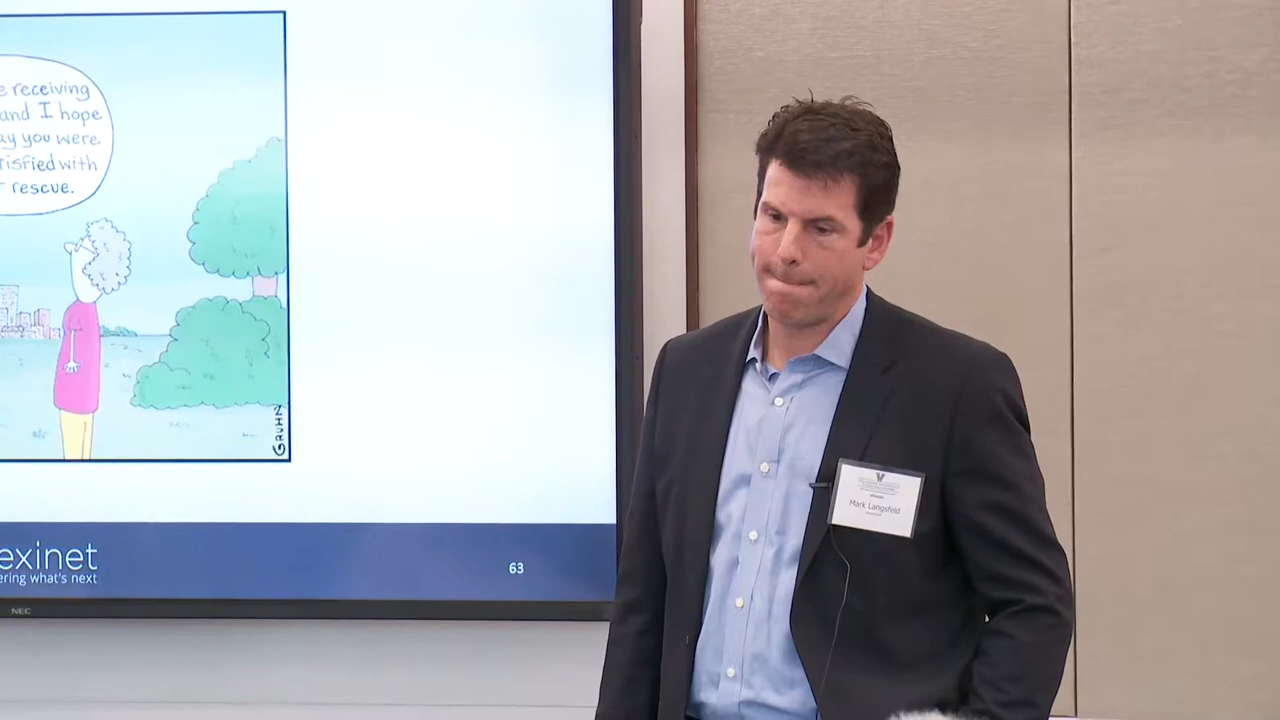 e receiving
and I hope
ay you were
tisfied with
r rescue.
GRUHN
exinet
ering what's next
63
NEC
Mark Langsfeld